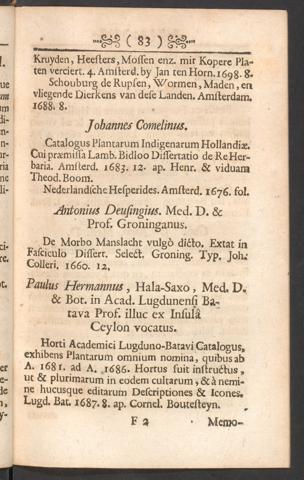 ( 83 )
Kruyden, Heesters, Mossen enz. mir Kopere Pla-
ten verciert. 4. Amsterd. by Jan ten Horn. 1698. 8.
Schouburg de Rupsen, Wormen, Maden, en
vliegende Dierkens van dese Landen. Amsterdam.
1688. 8.
Johannes Comelinus.
Catalogus Plantarum Indigenarum Hollandiæ.
Cui præmissa Lamb. Bidloo Dissertatio de Re Her-
baria. Amsterd. 1683. 12. ap. Henr. & viduam
Theod. Boom.
Nederlandische Hesperides. Amsterd. 1676. fol.
Antonius Deusingius. Med. D. &
Prof. Groninganus.
De Morbo Manslacht vulgò dicto. Extat in
Fasciculo Dissert. Select. Groning. Typ. Joh.
Colleri. 1660. 12.
Paulus Hermannus, Hala-Saxo, Med. D.
& Bot. in Acad. Lugdunensi Ba-
tava Prof. illuc ex Insulâ
Ceylon vocatus.
Horti Academici Lugduno-Batavi Catalogus,
exhibens Plantarum omnium nomina, quibus ab
A. 1681. ad A. 1686. Hortus suit instructus,
ut & plurimarum in eodem cultarum, & à nemi-
ne hucusque editarum Descriptiones & Icones.
Lugd. Bat. 1687. 8. ap. Cornel. Boutesteyn.
F 2 Memo-